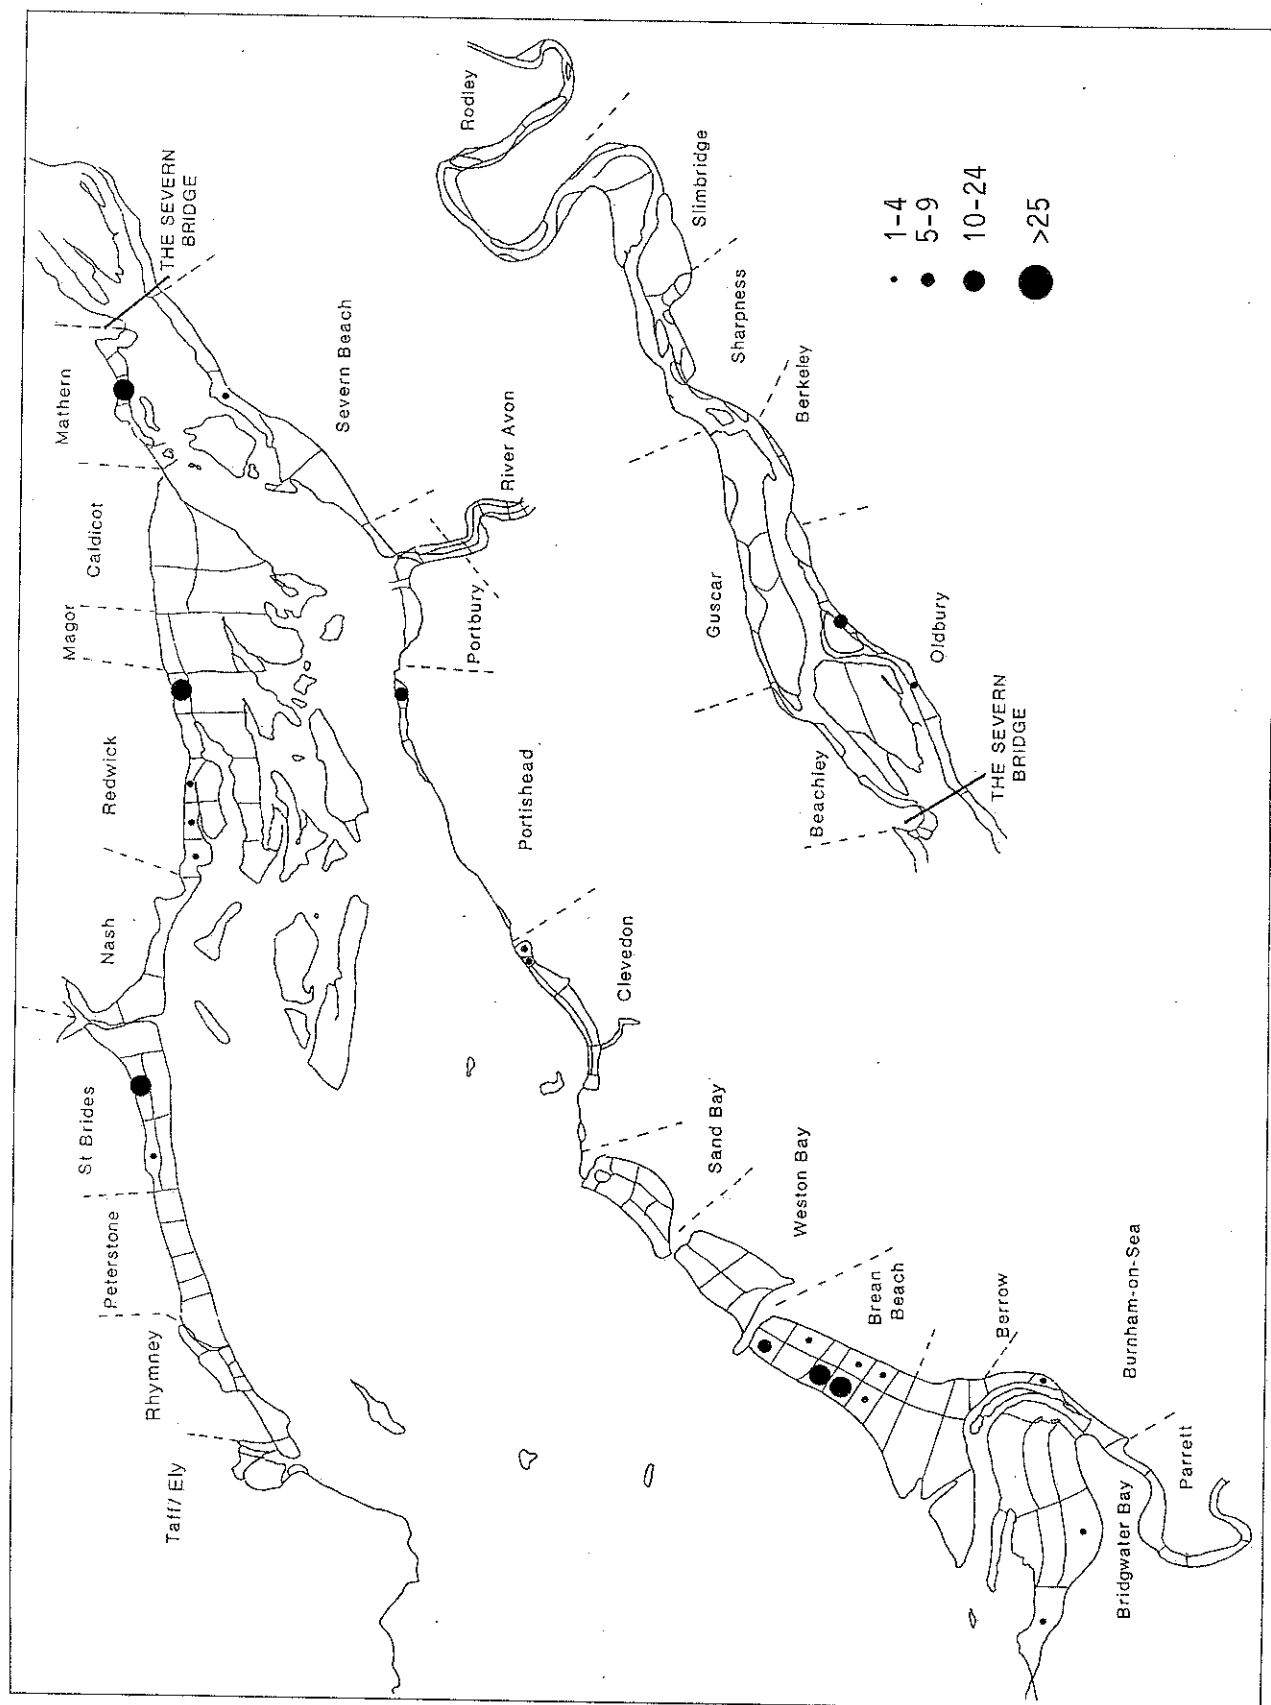 Taff/ Ely
Rhymney
Peterstone
St Brides
Nash
Redwick
Magor
Caldicot
Mathern
THE SEVERN
BRIDGE
Severn Beach
River Avon
Portbury
Portishead
Clevedon
Sand Bay
Weston Bay
Brean
Beach
Berrow
Burnham-on-Sea
Parrett
Bridgwater Bay
Rodley
Slimbridge
Sharpness
Berkeley
Guscar
Oldbury
Beachley
THE SEVERN
BRIDGE
1-4
5-9
10-24
>25